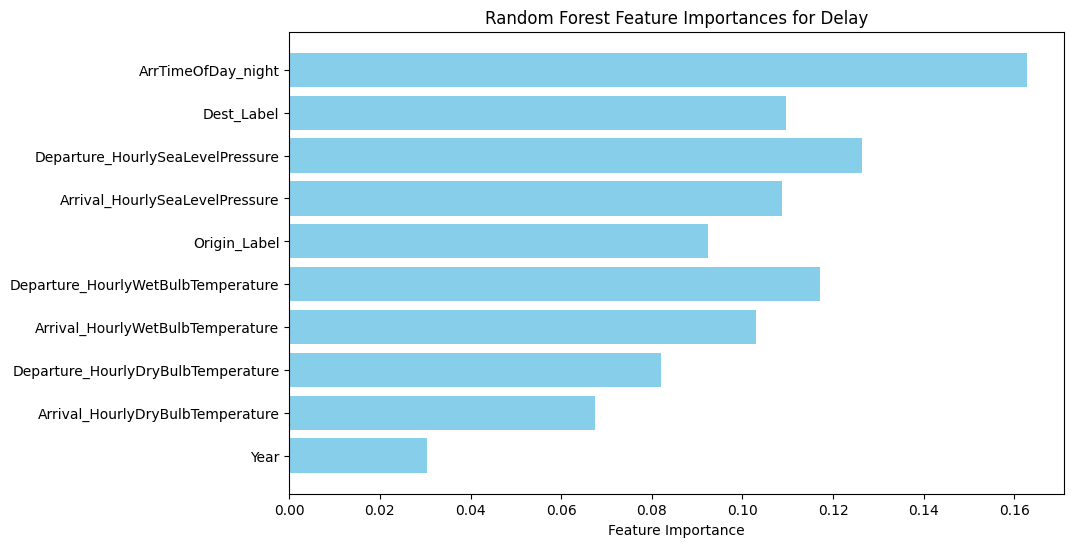 Random Forest Feature Importances for Delay
ArrTimeOfDay_night
Dest_Label
Departure_HourlySeaLevelPressure
Arrival_HourlySeaLevelPressure
Origin_Label
Departure_HourlyWetBulbTemperature
Arrival_HourlyWetBulbTemperature
Departure_HourlyDryBulbTemperature
Arrival_HourlyDryBulbTemperature
Year
0.00 0.02 0.04 0.06 0.08 0.10 0.12 0.14 0.16
Feature Importance